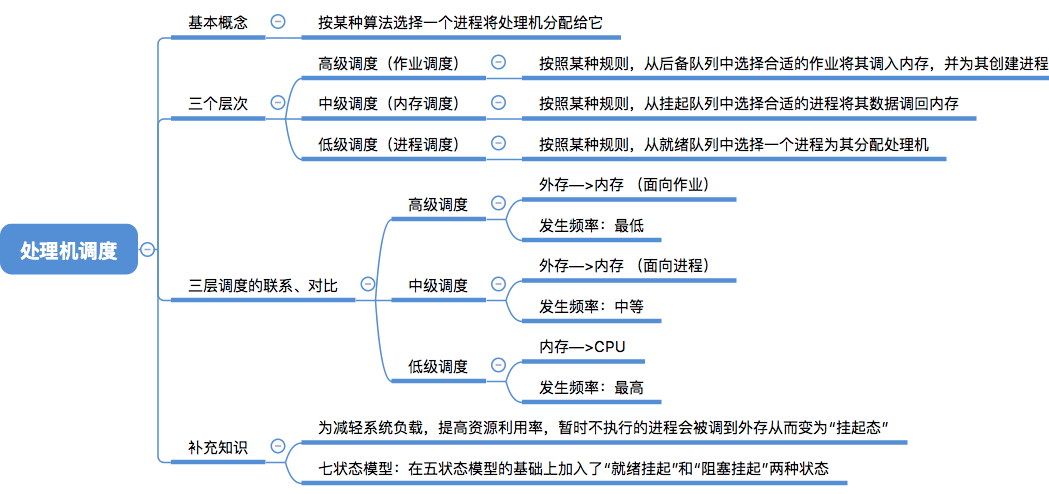 处理机调度
基本概念
按某种算法选择一个进程将处理机分配给它
三个层次
高级调度（作业调度）
按照某种规则，从后备队列中选择合适的作业将其调入内存，并为其创建进程
中级调度（内存调度）
按照某种规则，从挂起队列中选择合适的进程将其数据调回内存
低级调度（进程调度）
按照某种规则，从就绪队列中选择一个进程为其分配处理机
三层调度的联系、对比
高级调度
外存—>内存 （面向作业）
发生频率：最低
中级调度
外存—>内存 （面向进程）
发生频率：中等
低级调度
内存—>CPU
发生频率：最高
补充知识
为减轻系统负载，提高资源利用率，暂时不执行的进程会被调到外存从而变为“挂起态”
七状态模型：在五状态模型的基础上加入了“就绪挂起”和“阻塞挂起”两种状态